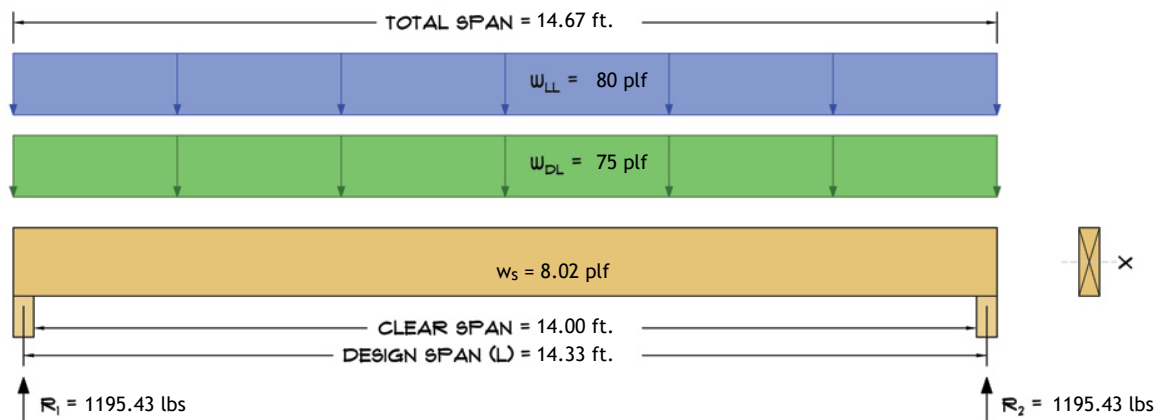 TOTAL SPAN = 14.67 ft.
WLL = 80 plf
WDL = 75 plf
ws = 8.02 plf
X
CLEAR SPAN = 14.00 ft.
DESIGN SPAN (L) = 14.33 ft.
R1 = 1195.43 lbs
R2 = 1195.43 lbs